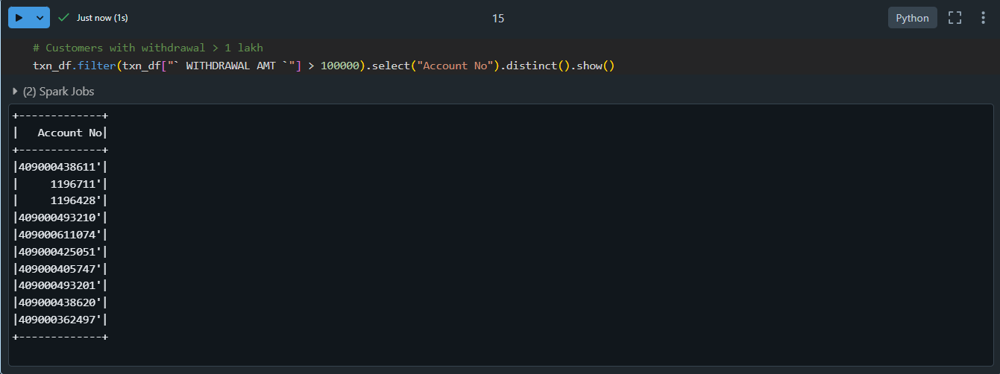 Just now (1s)
15
Python
# Customers with withdrawal > 1 lakh
txn_df.filter(txn_df["` WITHDRAWAL AMT `"] > 100000).select("Account No").distinct().show()
(2) Spark Jobs
+-------------+
|   Account No|
+-------------+
|409000438611'|
|     1196711'|
|     1196428'|
|409000493210'|
|409000611074'|
|409000425051'|
|409000405747'|
|409000493201'|
|409000438620'|
|409000362497'|
+-------------+